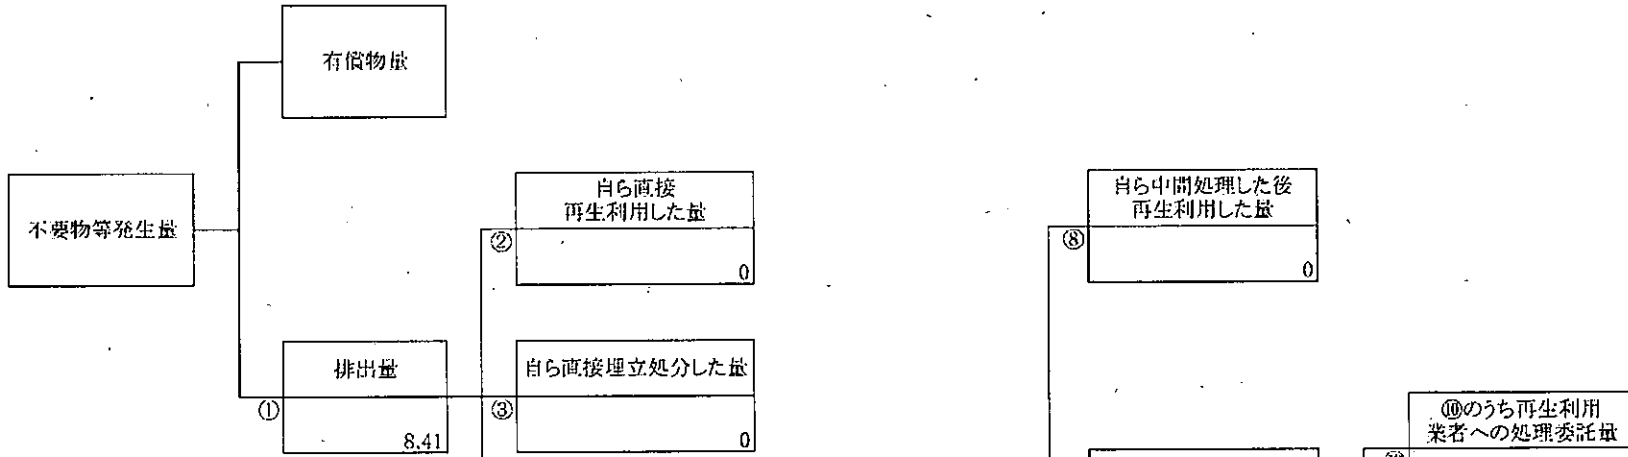 有償物量
不要物等発生量
自ら直接
再生利用した量
②
0
自ら中間処理した後
再生利用した量
⑧
0
排出量
①
8.41
自ら直接埋立処分した量
③
0
⑩のうち再生利用
業者への処理委託量